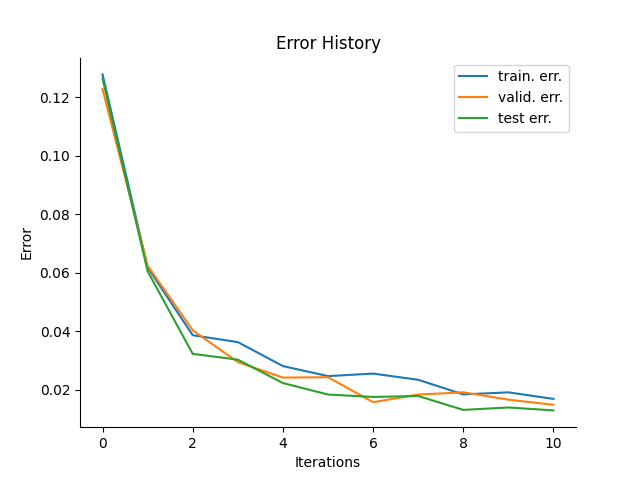 Error History
train. err.
valid. err.
test err.
Error
0.12
0.10
0.08
0.06
0.04
0.02
0 2 4 6 8 10
Iterations